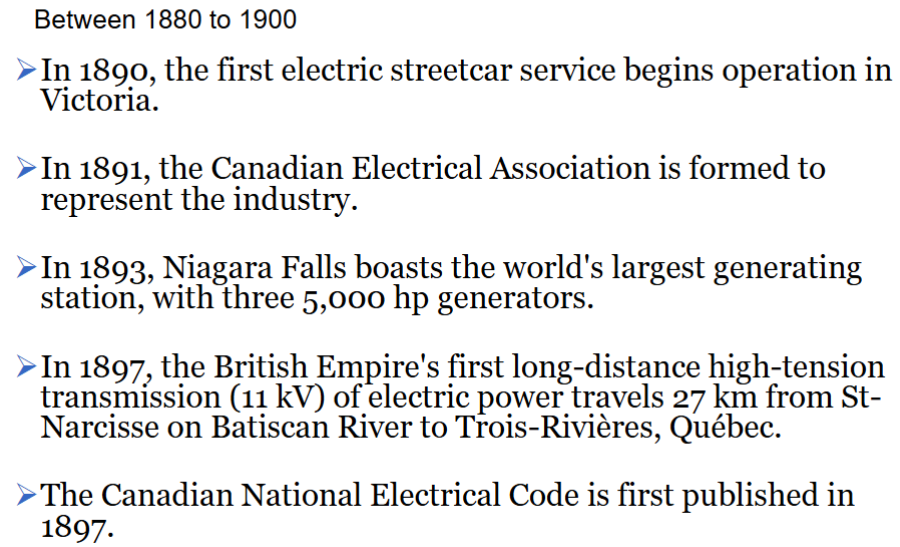 Between 1880 to 1900
➢In 1890, the first electric streetcar service begins operation in
Victoria.
➢In 1891, the Canadian Electrical Association is formed to
represent the industry.
➢In 1893, Niagara Falls boasts the world's largest generating
station, with three 5,000 hp generators.
➢In 1897, the British Empire's first long-distance high-tension
transmission (11 kV) of electric power travels 27 km from St-
Narcisse on Batiscan River to Trois-Rivières, Québec.
➢The Canadian National Electrical Code is first published in
1897.